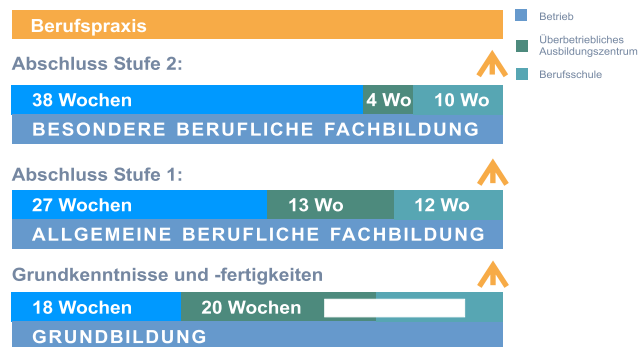 Berufspraxis
Betrieb
Überbetriebliches
Ausbildungszentrum
Berufsschule
Abschluss Stufe 2:
38 Wochen 4 Wo 10 Wo
BESONDERE BERUFLICHE FACHBILDUNG
Abschluss Stufe 1:
27 Wochen 13 Wo 12 Wo
ALLGEMEINE BERUFLICHE FACHBILDUNG
Grundkenntnisse und -fertigkeiten
18 Wochen 20 Wochen
GRUNDBILDUNG